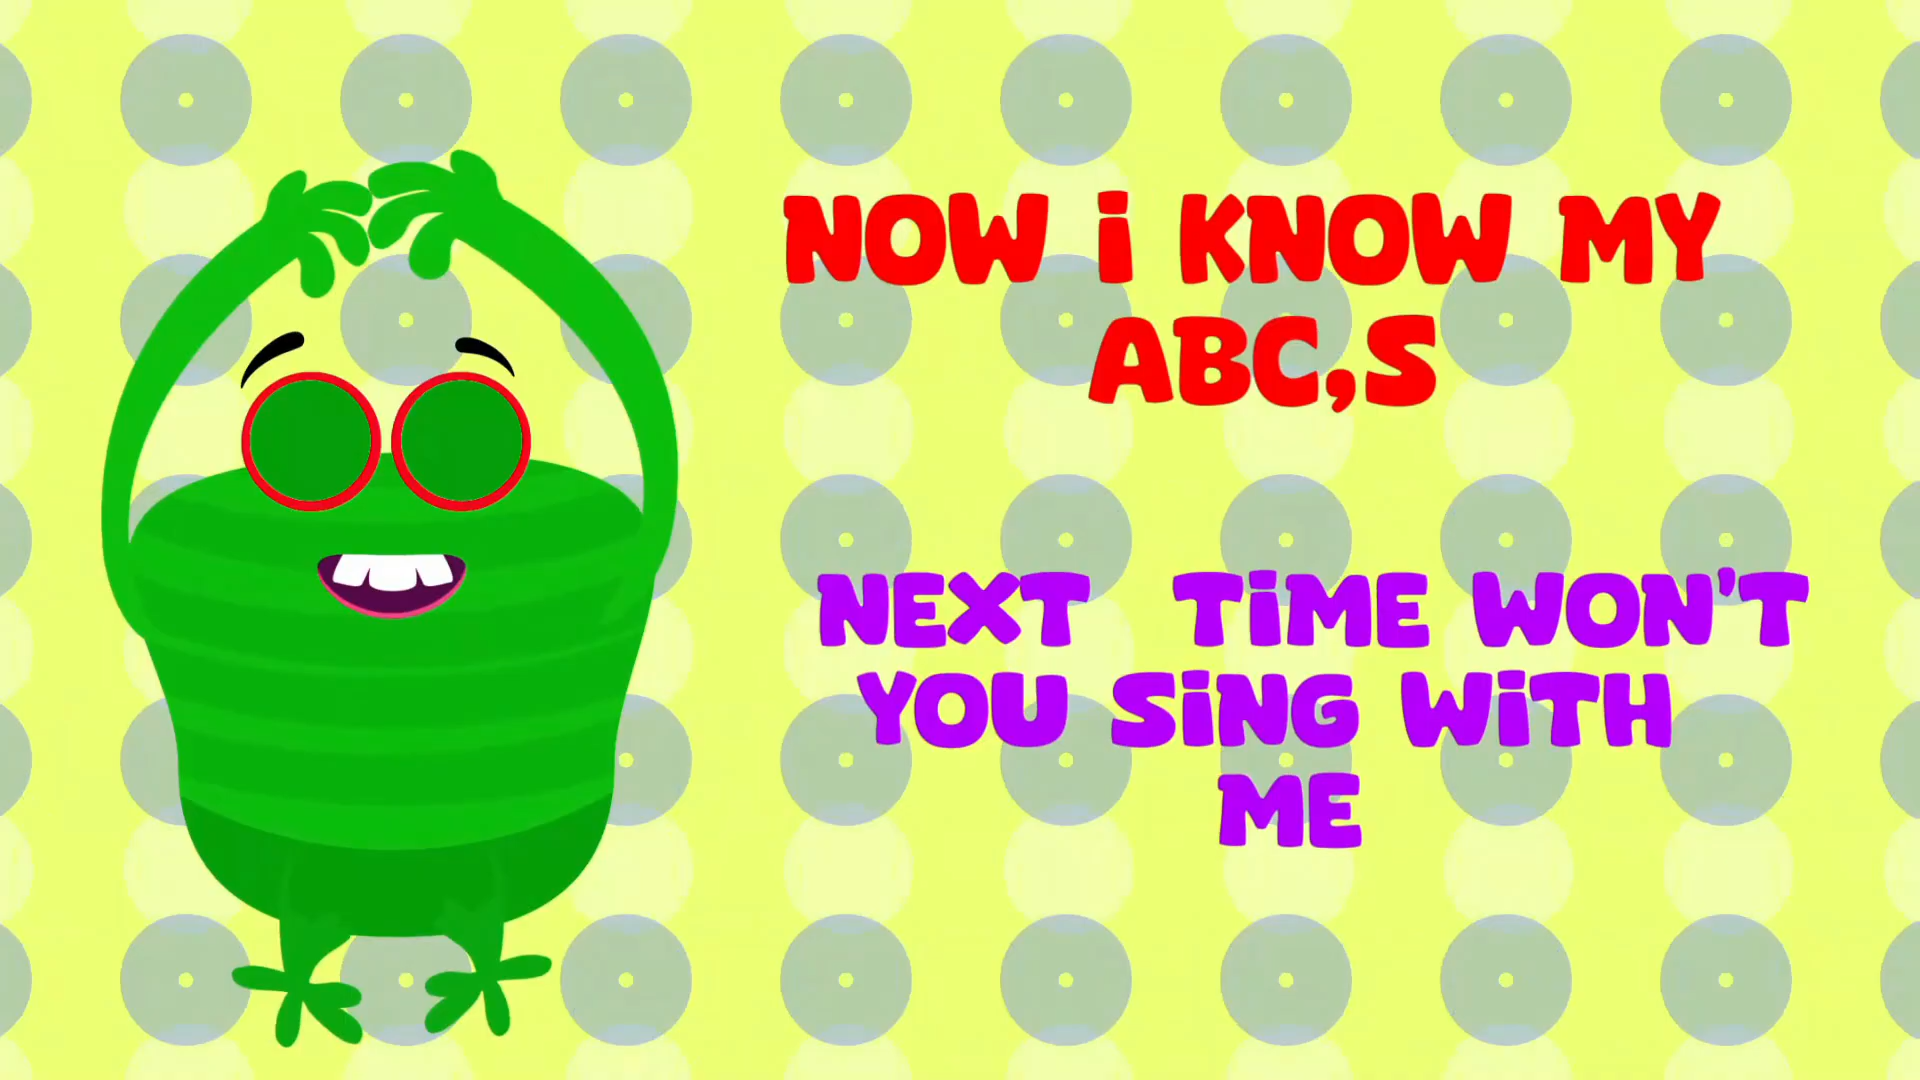 NOW i KNOW MY
ABC,S
NEXT TiME WON'T
YOU SiNG WiTH
ME